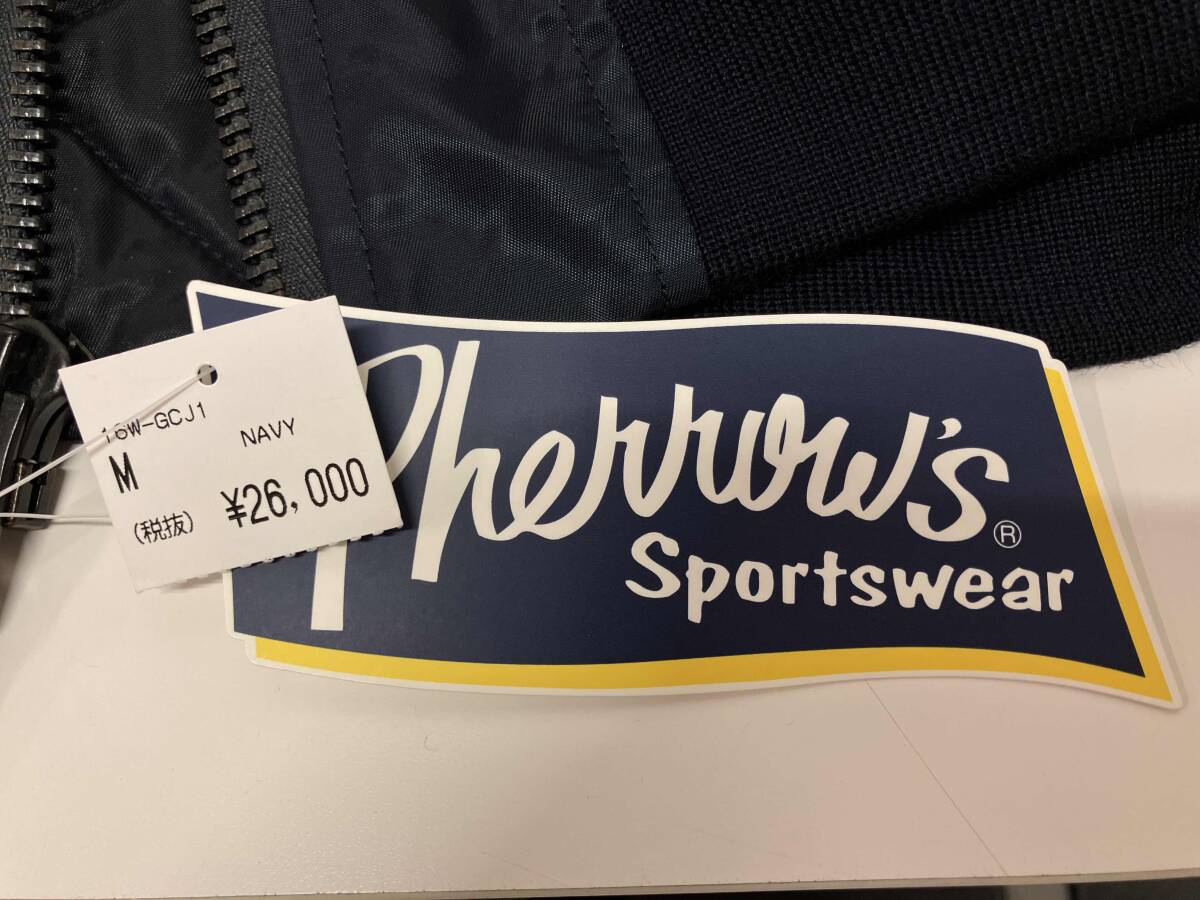 16W-GCJ1
NAVY
M
(税抜) ¥26,000
Pherrow's®
Sportswear